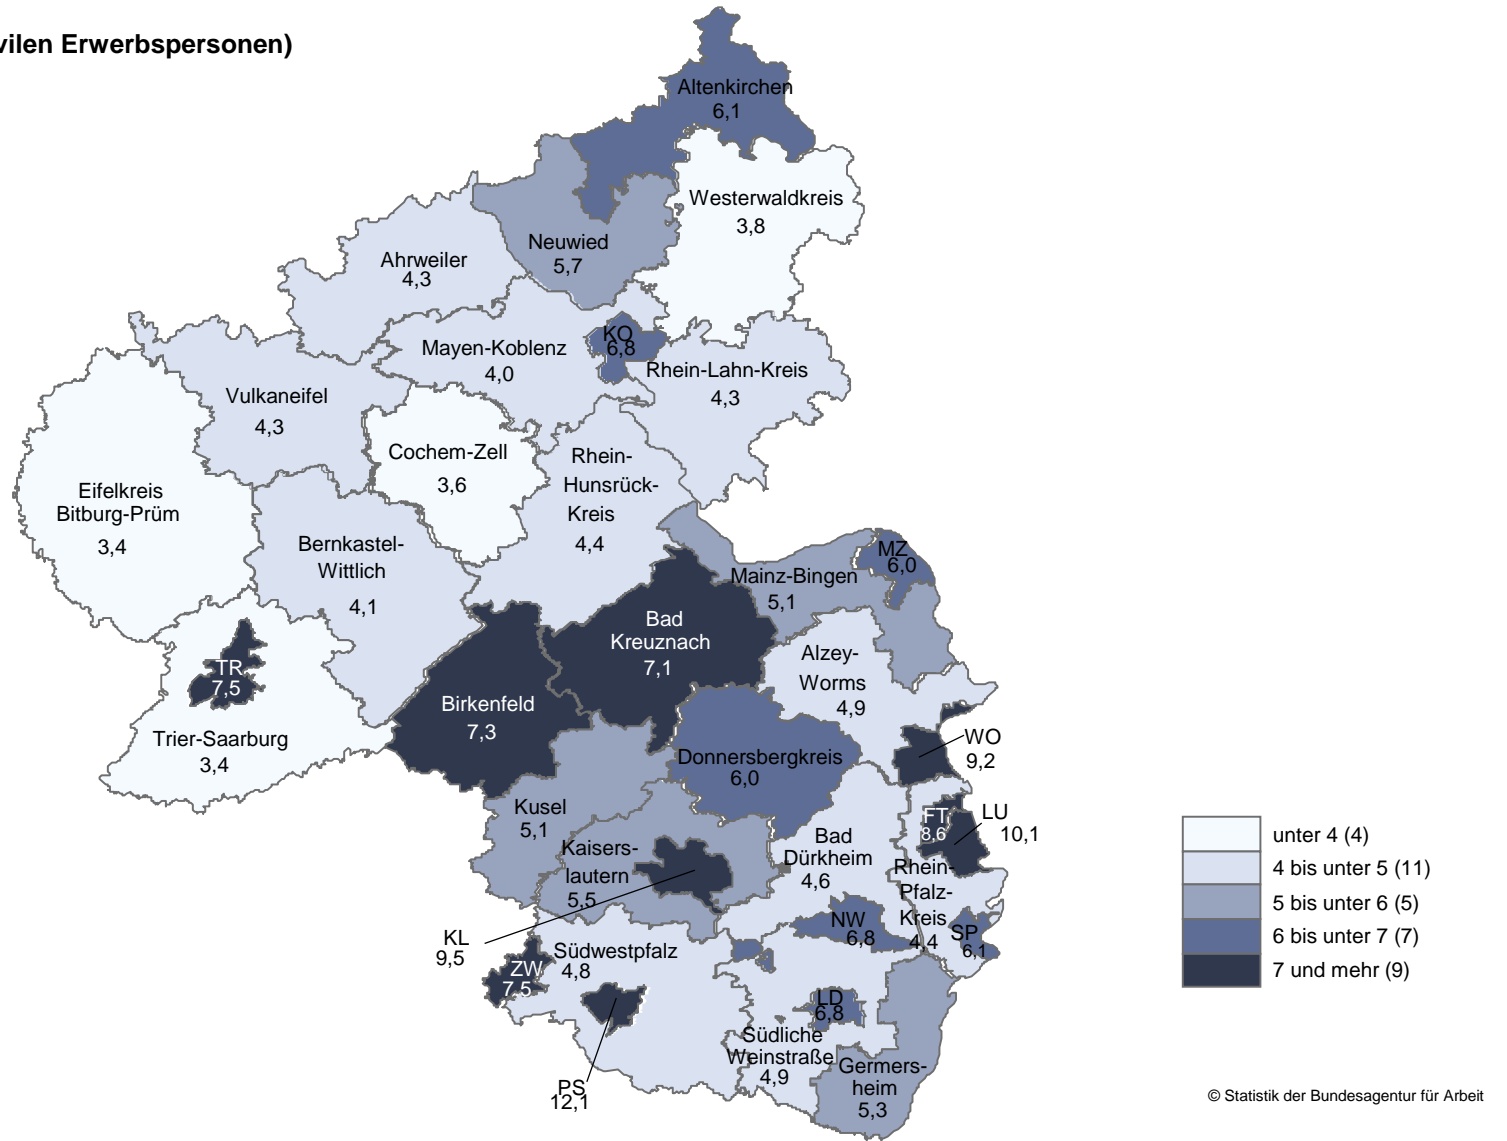 vilen Erwerbspersonen)
Altenkirchen
6,1
Westerwaldkreis
3,8
Neuwied
5,7
Ahrweiler
4,3
KO
6,8
Mayen-Koblenz
4,0
Rhein-Lahn-Kreis
4,3
Vulkaneifel
4,3
Cochem-Zell
3,6
Rhein-
Hunsrück-
Kreis
4,4
Eifelkreis
Bitburg-Prüm
3,4
Bernkastel-
Wittlich
4,1
MZ
6,0
Mainz-Bingen
5,1
Bad
Kreuznach
7,1
Alzey-
Worms
4,9
TR
7,5
Birkenfeld
7,3
Trier-Saarburg
3,4
WO
9,2
Donnersbergkreis
6,0
Kusel
5,1
FT
8,6
LU
10,1
Kaisers-
lautern
5,5
Bad
Dürkheim
4,6
Rhein-
Pfalz-
Kreis
4,4
NW
6,8
SP
6,1
KL
9,5
Südwestpfalz
4,8
ZW
7,5
LD
6,8
Südliche
Weinstraße
4,9
Germers-
heim
5,3
PS
12,1
unter 4 (4)
4 bis unter 5 (11)
5 bis unter 6 (5)
6 bis unter 7 (7)
7 und mehr (9)
© Statistik der Bundesagentur für Arbeit